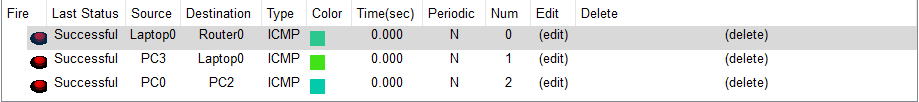 Fire Last Status Source Destination Type Color Time(sec) Periodic Num Edit Delete
Successful Laptop0 Router0 ICMP 0.000 N 0 (edit) (delete)
Successful PC3 Laptop0 ICMP 0.000 N 1 (edit) (delete)
Successful PC0 PC2 ICMP 0.000 N 2 (edit) (delete)